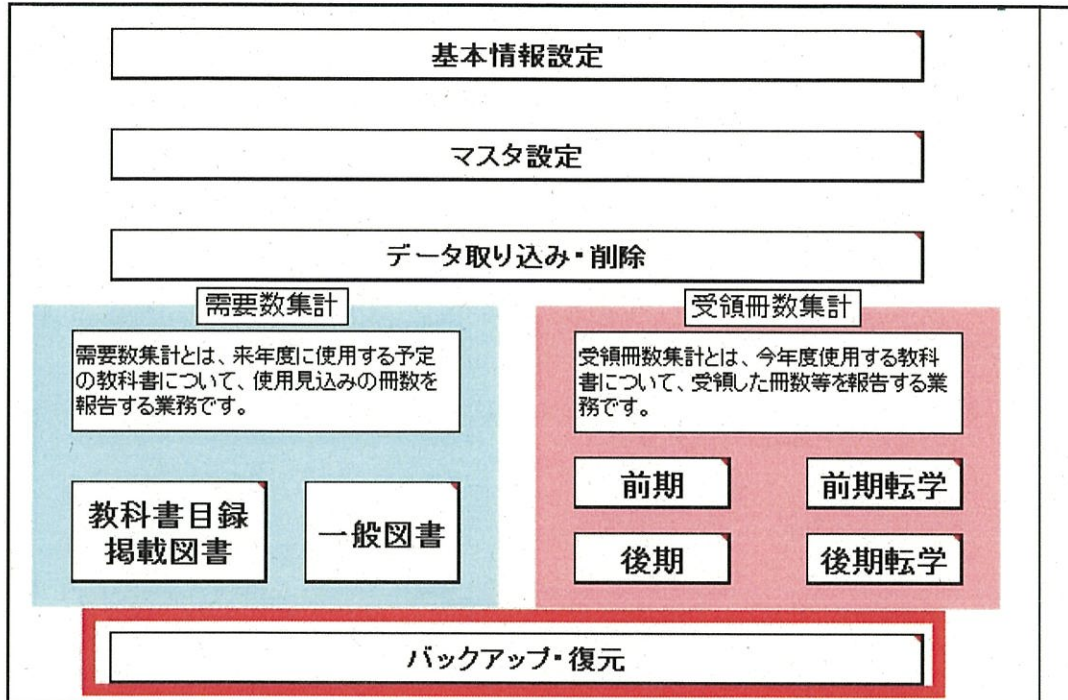 基本情報設定
マスタ設定
データ取り込み・削除
需要数集計
需要数集計とは、来年度に使用する予定
の教科書について、使用見込みの冊数を
報告する業務です。
教科書目録
掲載図書
一般図書
受領冊数集計
受領冊数集計とは、今年度使用する教科
書について、受領した冊数等を報告する業
務です。
前期
前期転学
後期
後期転学
バックアップ・復元